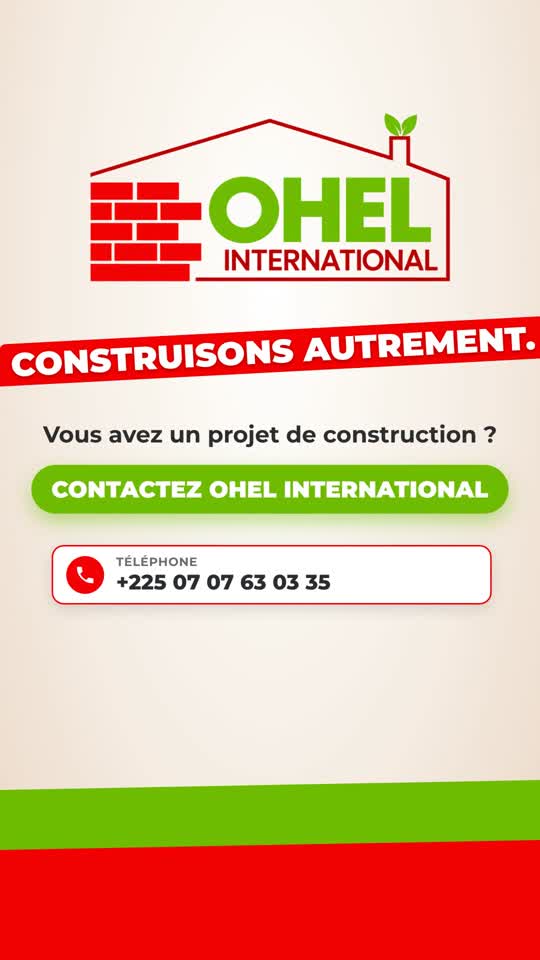 OHEL
INTERNATIONAL
CONSTRUISONS AUTREMENT.
Vous avez un projet de construction ?
CONTACTEZ OHEL INTERNATIONAL
TÉLÉPHONE
+225 07 07 63 03 35